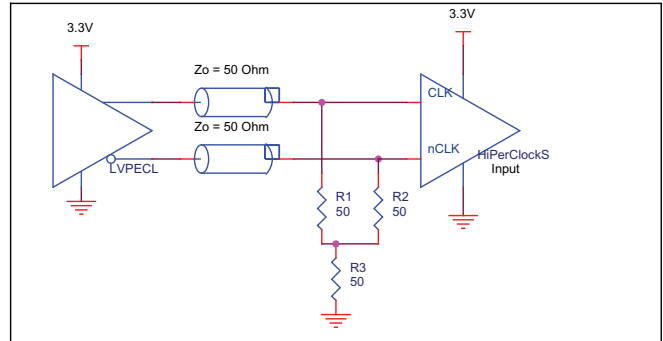 3.3V
3.3V
Zo = 50 Ohm
CLK
Zo = 50 Ohm
nCLK
LVPECL
HiPerClockS
Input
R1
50
R2
50
R3
50